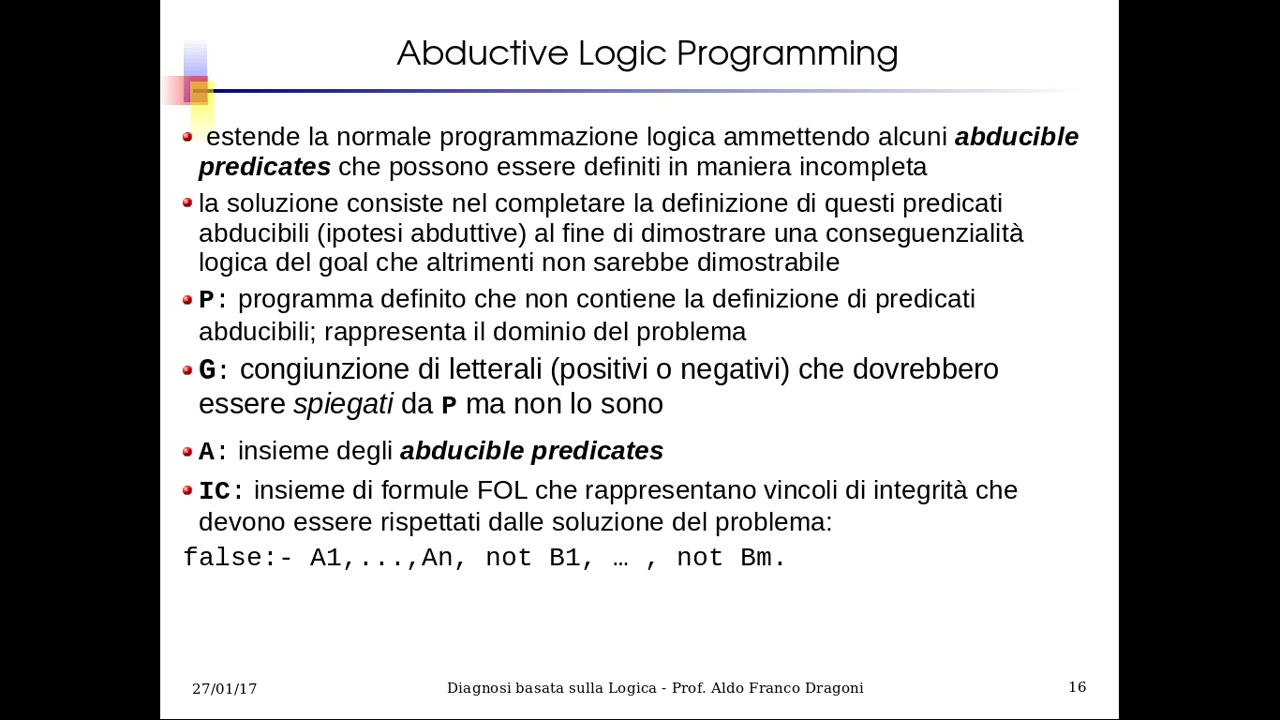 Abductive Logic Programming
estende la normale programmazione logica ammettendo alcuni abducible
predicates che possono essere definiti in maniera incompleta
la soluzione consiste nel completare la definizione di questi predicati
abducibili (ipotesi abduttive) al fine di dimostrare una conseguenzialità
logica del goal che altrimenti non sarebbe dimostrabile
P: programma definito che non contiene la definizione di predicati
abducibili; rappresenta il dominio del problema
G: congiunzione di letterali (positivi o negativi) che dovrebbero
essere spiegati da P ma non lo sono
A: insieme degli abducible predicates
IC: insieme di formule FOL che rappresentano vincoli di integrità che
devono essere rispettati dalle soluzione del problema:
false:- A1,...,An, not B1, … , not Bm.
27/01/17 Diagnosi basata sulla Logica - Prof. Aldo Franco Dragoni 16